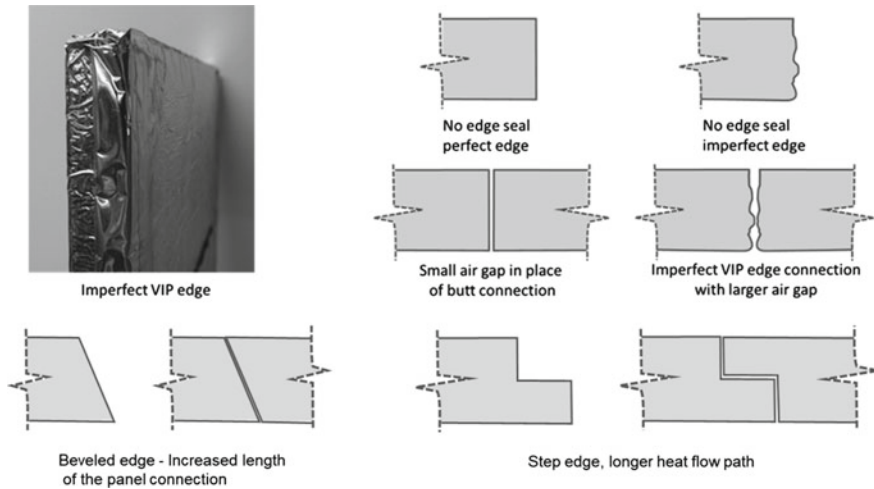 No edge seal
perfect edge
No edge seal
imperfect edge
Imperfect VIP edge
Small air gap in place
of butt connection
Imperfect VIP edge connection
with larger air gap
Beveled edge - Increased length
of the panel connection
Step edge, longer heat flow path